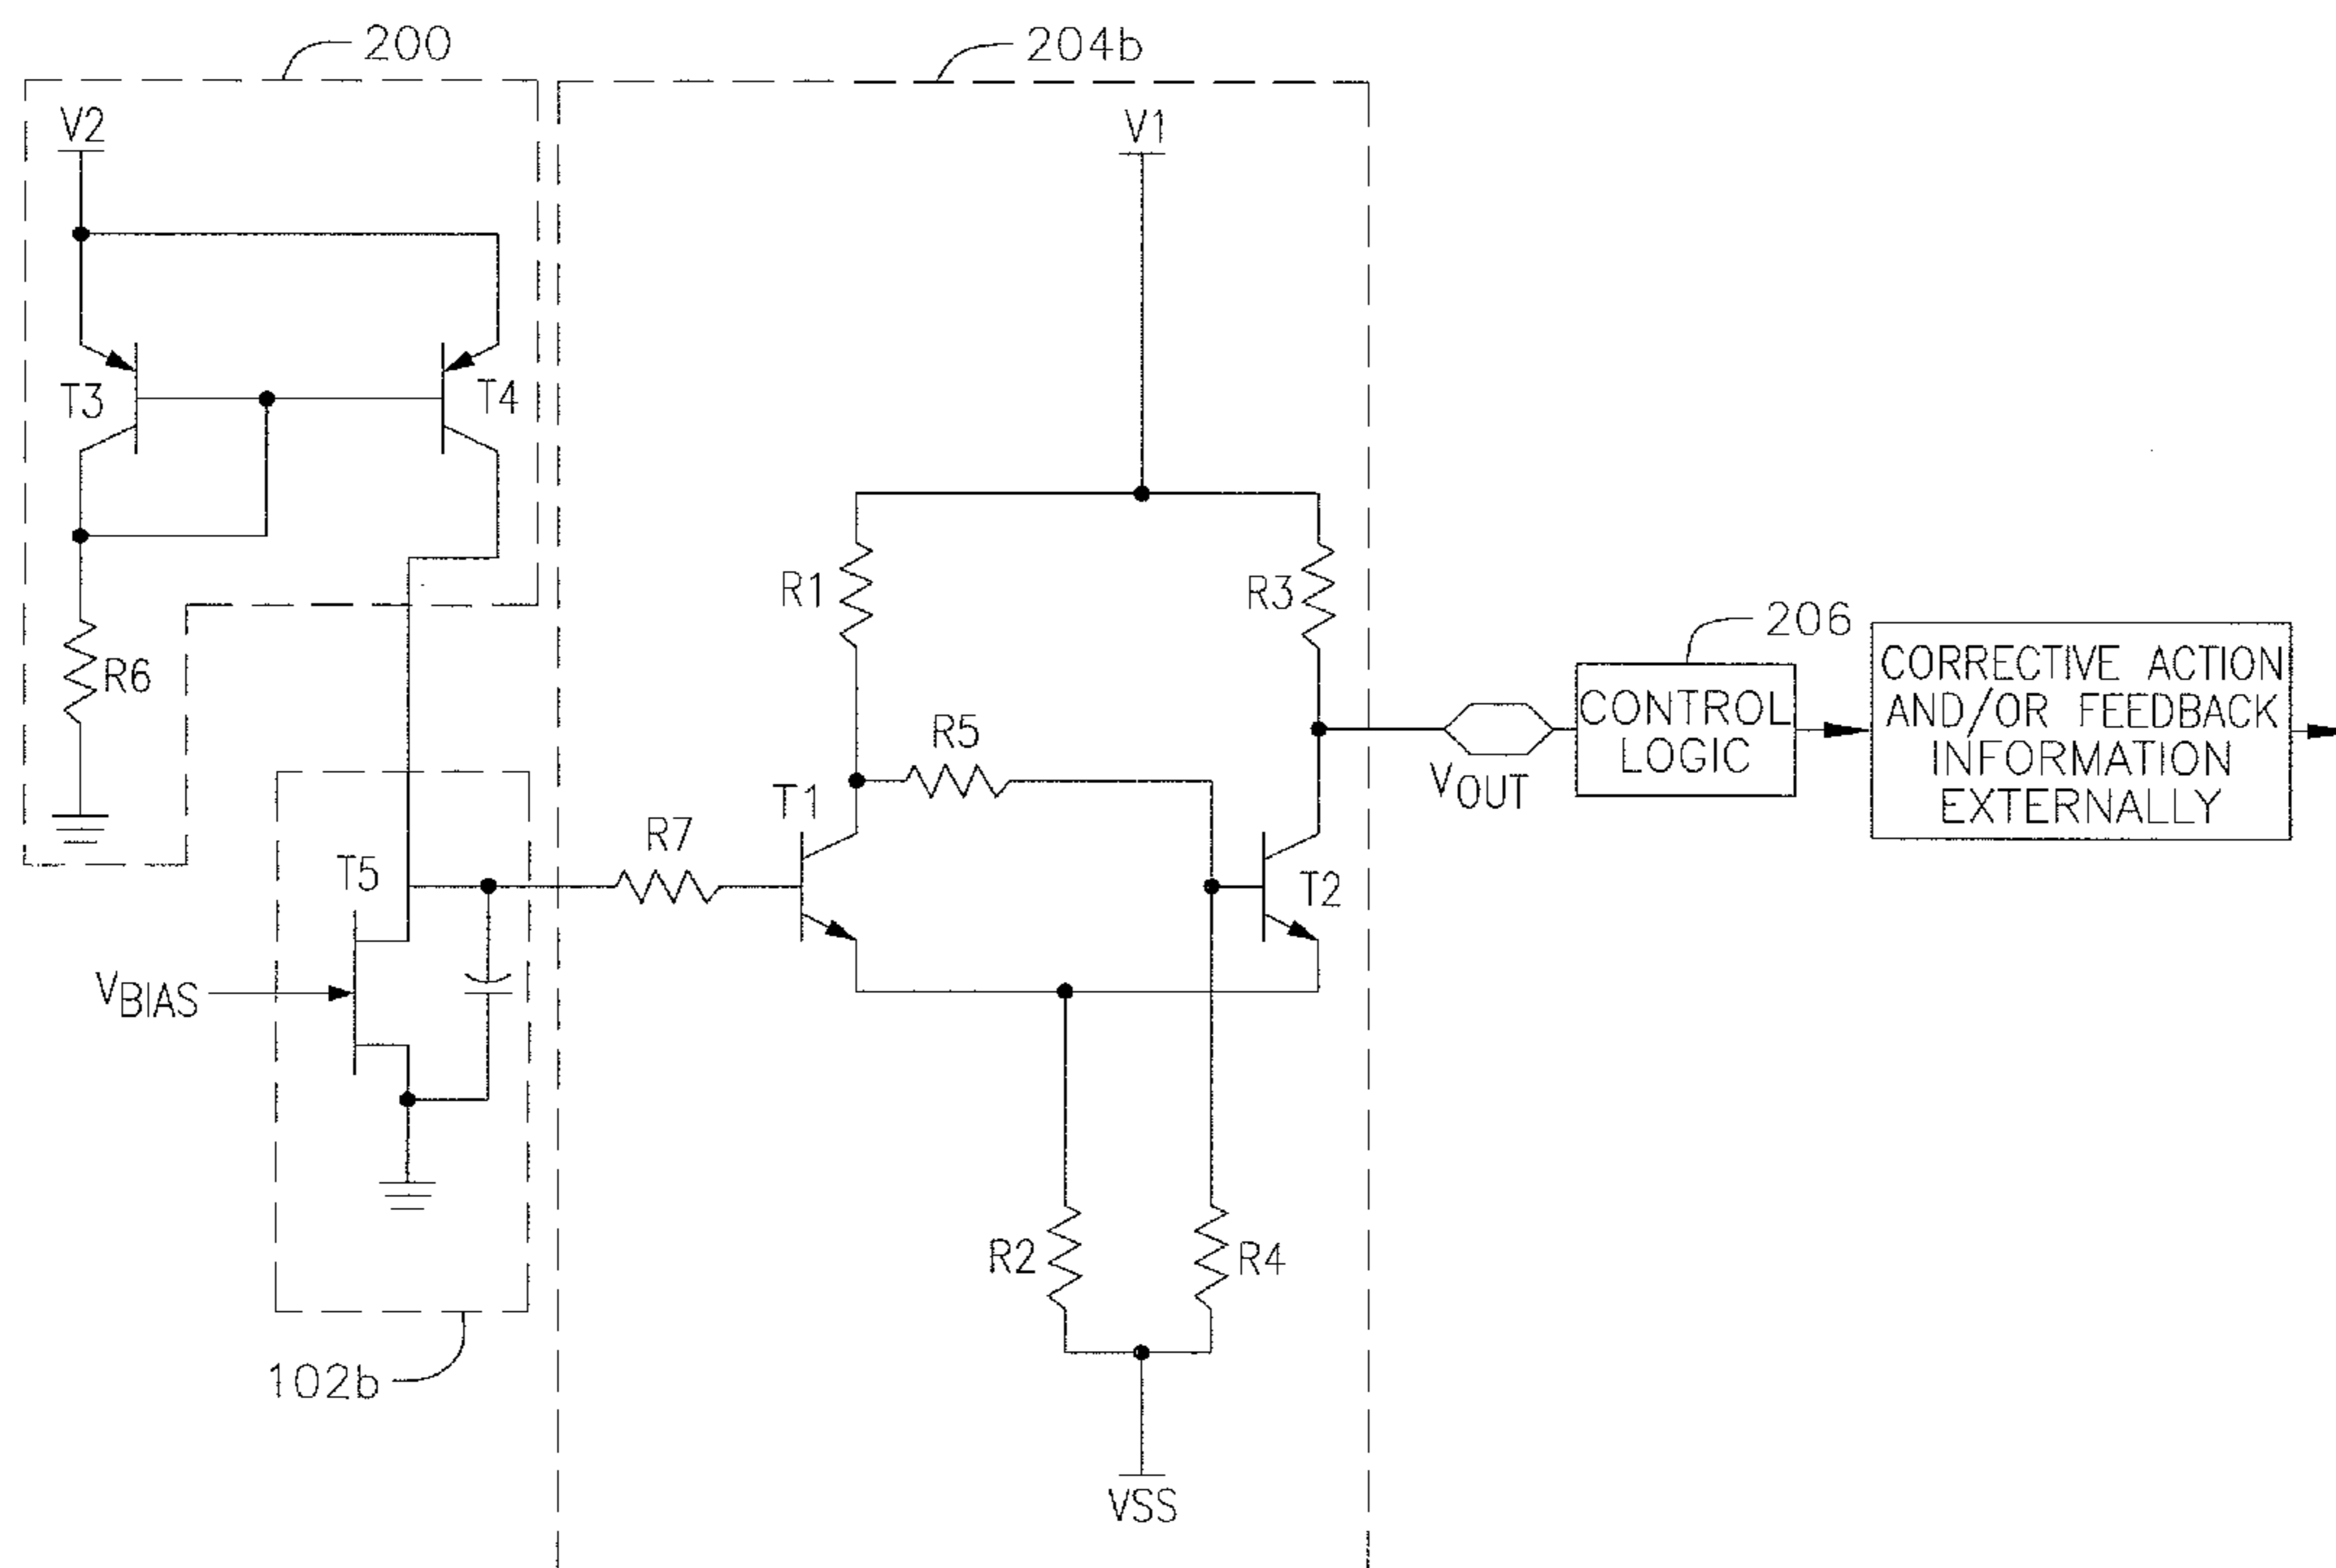 200
204b
V2
V1
T3
T4
R1
R3
206
R6
CONTROL
LOGIC
CORRECTIVE ACTION
AND/OR FEEDBACK
INFORMATION
EXTERNALLY
R5
VOUT
T1
R7
T5
T2
VBIAS
R2
R4
102b
VSS